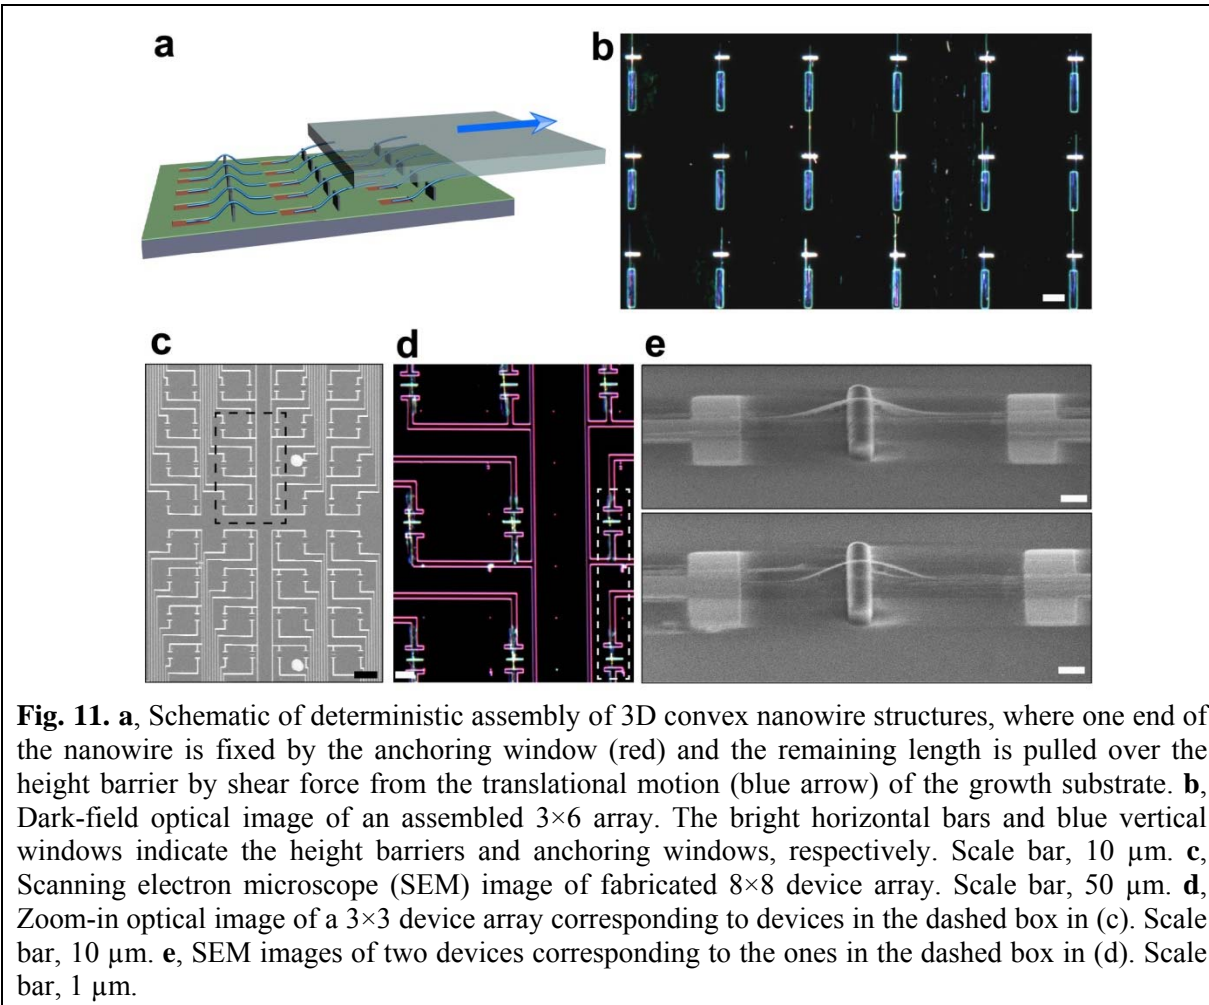 a
b
c
d
e
Fig. 11. a, Schematic of deterministic assembly of 3D convex nanowire structures, where one end of
the nanowire is fixed by the anchoring window (red) and the remaining length is pulled over the
height barrier by shear force from the translational motion (blue arrow) of the growth substrate. b,
Dark-field optical image of an assembled 3×6 array. The bright horizontal bars and blue vertical
windows indicate the height barriers and anchoring windows, respectively. Scale bar, 10 µm. c,
Scanning electron microscope (SEM) image of fabricated 8×8 device array. Scale bar, 50 µm. d,
Zoom-in optical image of a 3×3 device array corresponding to devices in the dashed box in (c). Scale
bar, 10 µm. e, SEM images of two devices corresponding to the ones in the dashed box in (d). Scale
bar, 1 µm.